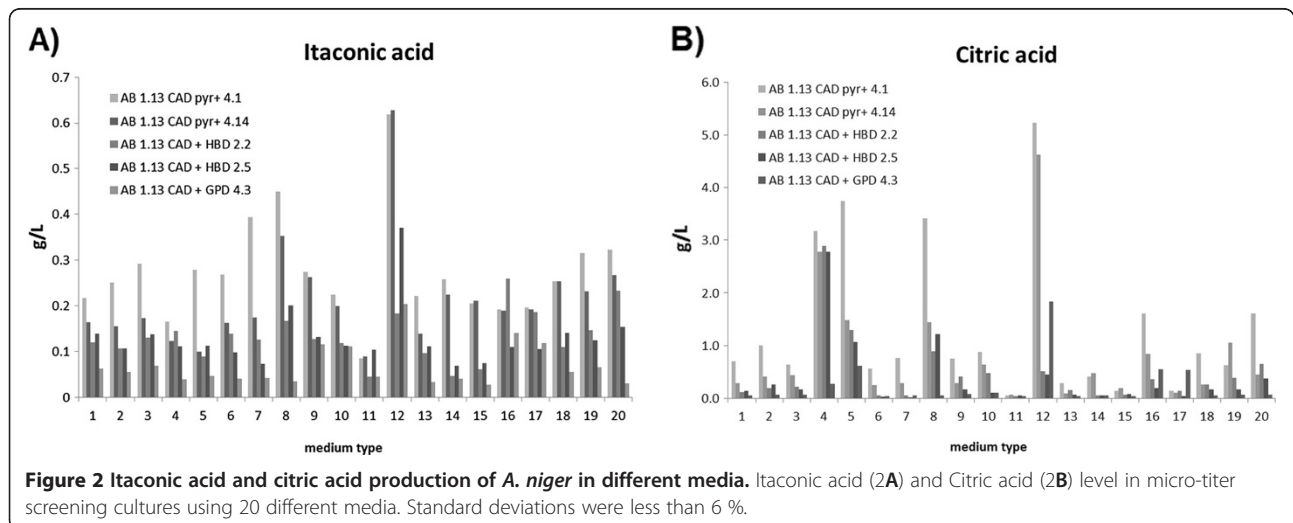 A)
Itaconic acid
0.7
0.6
0.5
0.4
0.3
0.2
0.1
0
g/L
AB 1.13 CAD pyr+ 4.1
AB 1.13 CAD pyr+ 4.14
AB 1.13 CAD + HBD 2.2
AB 1.13 CAD + HBD 2.5
AB 1.13 CAD + GPD 4.3
1 2 3 4 5 6 7 8 9 10 11 12 13 14 15 16 17 18 19 20
medium type
B)
Citric acid
6.0
5.0
4.0
3.0
2.0
1.0
0.0
g/L
AB 1.13 CAD pyr+ 4.1
AB 1.13 CAD pyr+ 4.14
AB 1.13 CAD + HBD 2.2
AB 1.13 CAD + HBD 2.5
AB 1.13 CAD + GPD 4.3
1 2 3 4 5 6 7 8 9 10 11 12 13 14 15 16 17 18 19 20
medium type
Figure 2 Itaconic acid and citric acid production of A. niger in different media. Itaconic acid (2A) and Citric acid (2B) level in micro-titer
screening cultures using 20 different media. Standard deviations were less than 6 %.